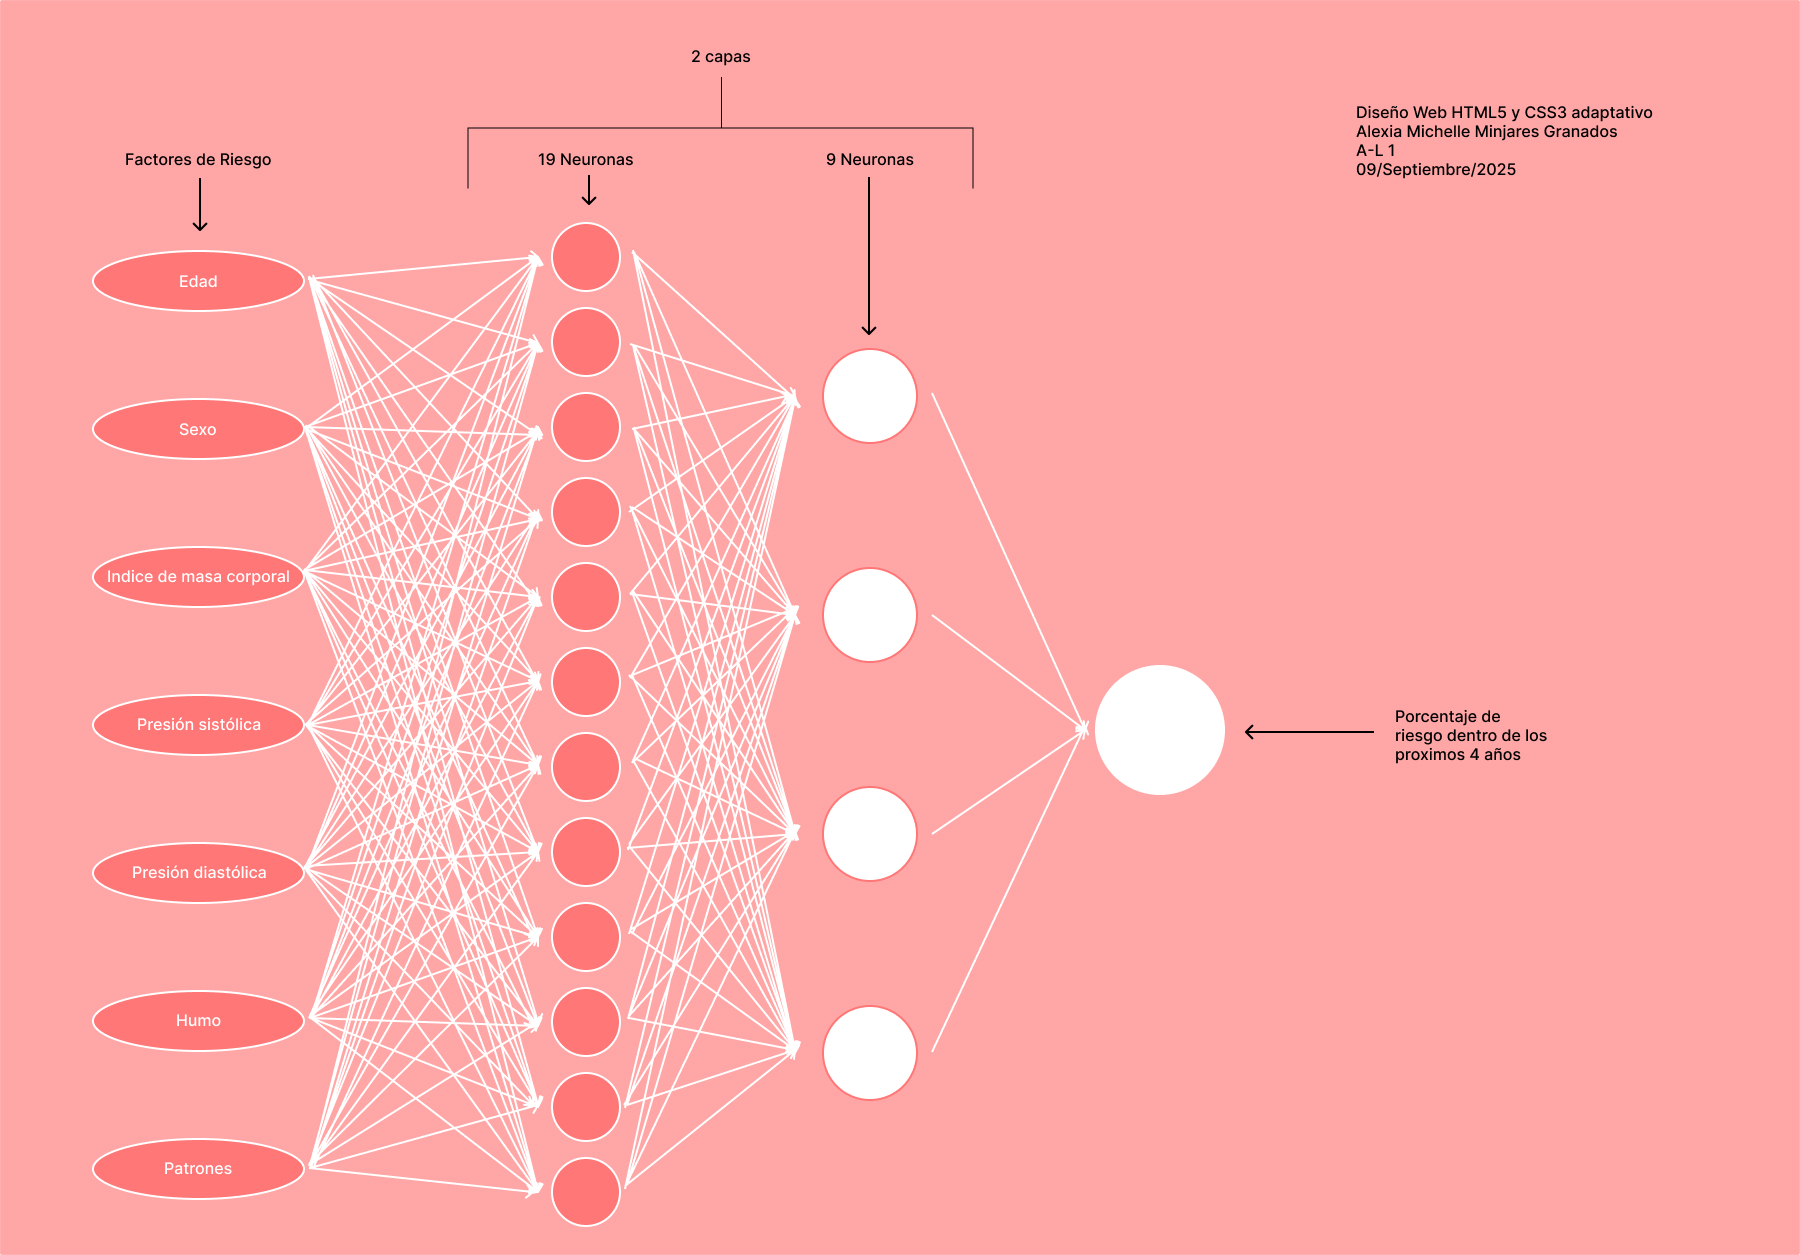 2 capas
Diseño Web HTML5 y CSS3 adaptativo
Alexia Michelle Minjares Granados
A-L 1
09/Septiembre/2025
Factores de Riesgo
19 Neuronas
9 Neuronas
Edad
Sexo
Indice de masa corporal
Presión sistólica
Presión diastólica
Humo
Patrones
Porcentaje de
riesgo dentro de los
proximos 4 años